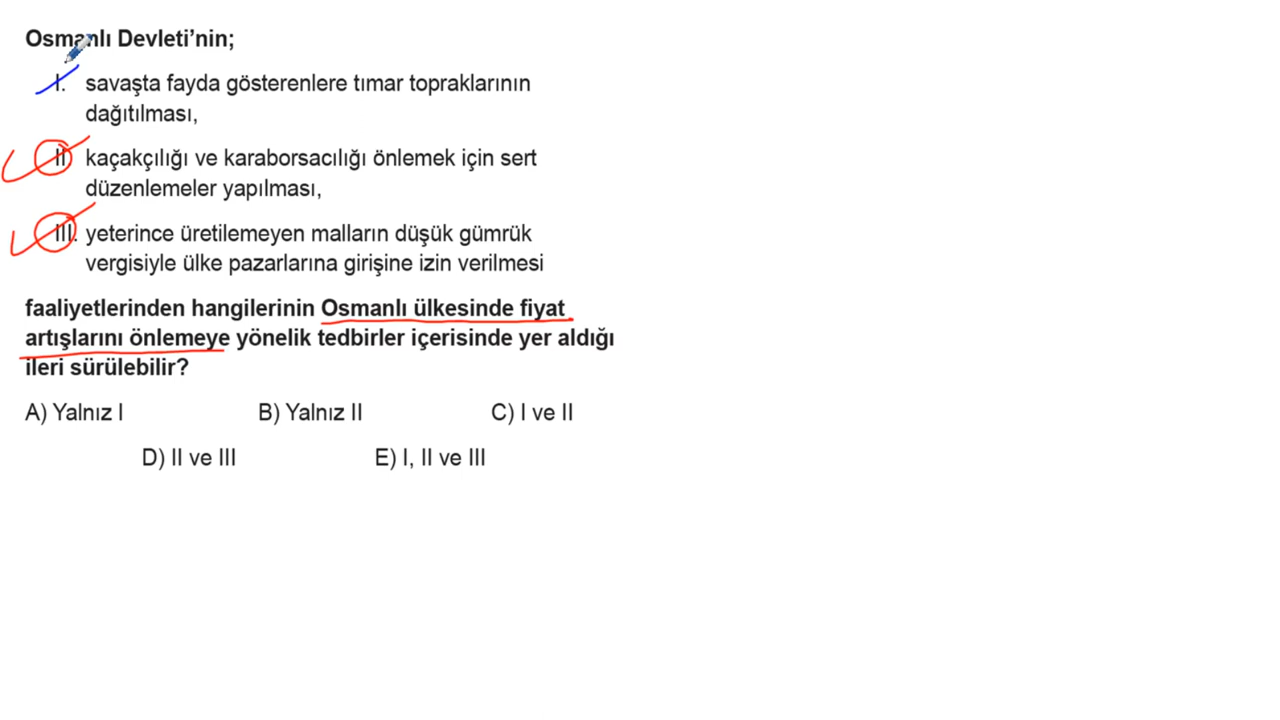 Osmanlı Devleti'nin;
I. savaşta fayda gösterenlere tımar topraklarının
dağıtılması,
II. kaçakçılığı ve karaborsacılığı önlemek için sert
düzenlemeler yapılması,
III. yeterince üretilemeyen malların düşük gümrük
vergisiyle ülke pazarlarına girişine izin verilmesi
faaliyetlerinden hangilerinin Osmanlı ülkesinde fiyat
artışlarını önlemeye yönelik tedbirler içerisinde yer aldığı
ileri sürülebilir?
A) Yalnız I B) Yalnız II C) I ve II
D) II ve III E) I, II ve III